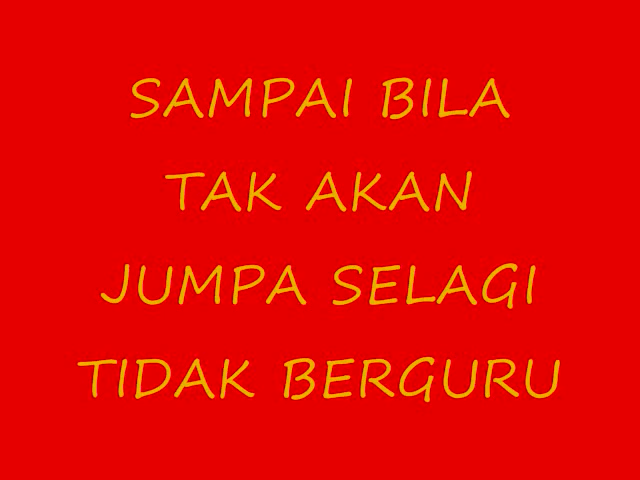 SAMPAI BILA
TAK AKAN
JUMPA SELAGI
TIDAK BERGURU